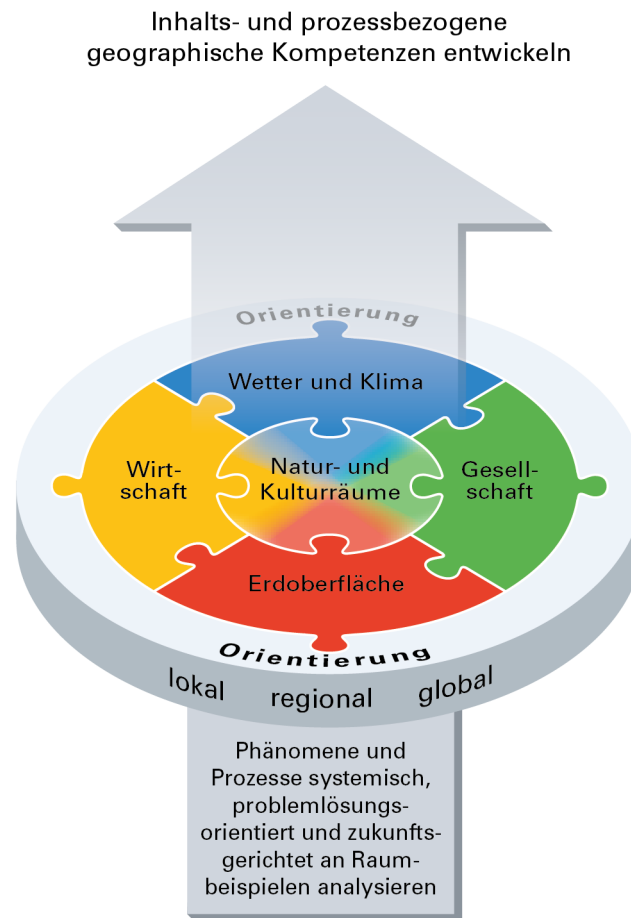 Inhalts- und prozessbezogene
geographische Kompetenzen entwickeln
Orientierung
Wetter und Klima
Wirt-
schaft
Natur- und
Kulturräume
Gesell-
schaft
Erdoberfläche
Orientierung
lokal regional global
Phänomene und
Prozesse systemisch,
problemlösungs-
orientiert und zukunfts-
gerichtet an Raum-
beispielen analysieren